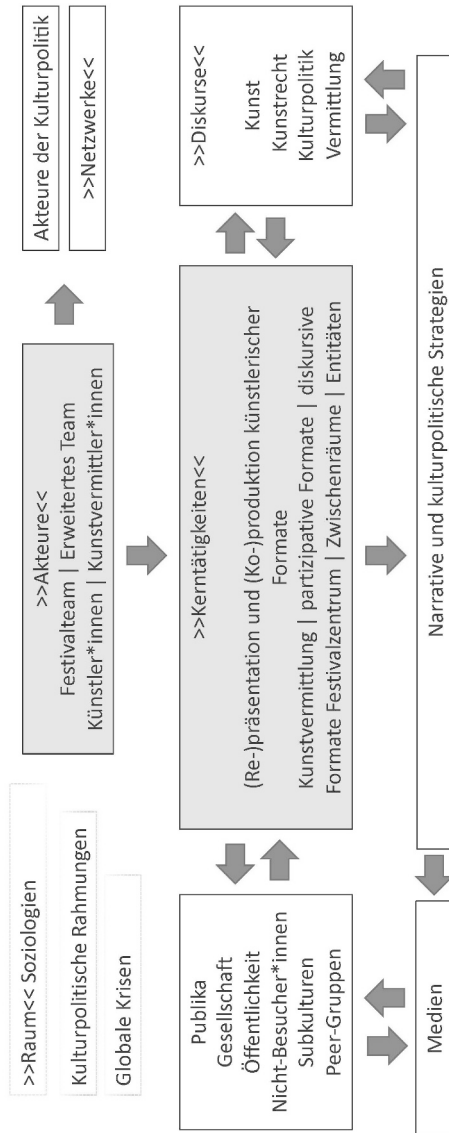 >>Raum<< Soziologien
Kulturpolitische Rahmungen
Globale Krisen
>>Akteure<<
Festivalteam | Erweitertes Team
Künstler*innen | Kunstvermittler*innen
Akteure der Kulturpolitik
>>Netzwerke<<
Publika
Gesellschaft
Öffentlichkeit
Nicht-Besucher*innen
Subkulturen
Peer-Gruppen
>>Kerntätigkeiten<<
(Re-)präsentation und (Ko-)produktion künstlerischer
Formate
Kunstvermittlung | partizipative Formate | diskursive
Formate Festivalzentrum | Zwischenräume | Entitäten
>>Diskurse<<
Kunst
Kunstrecht
Kulturpolitik
Vermittlung
Medien
Narrative und kulturpolitische Strategien